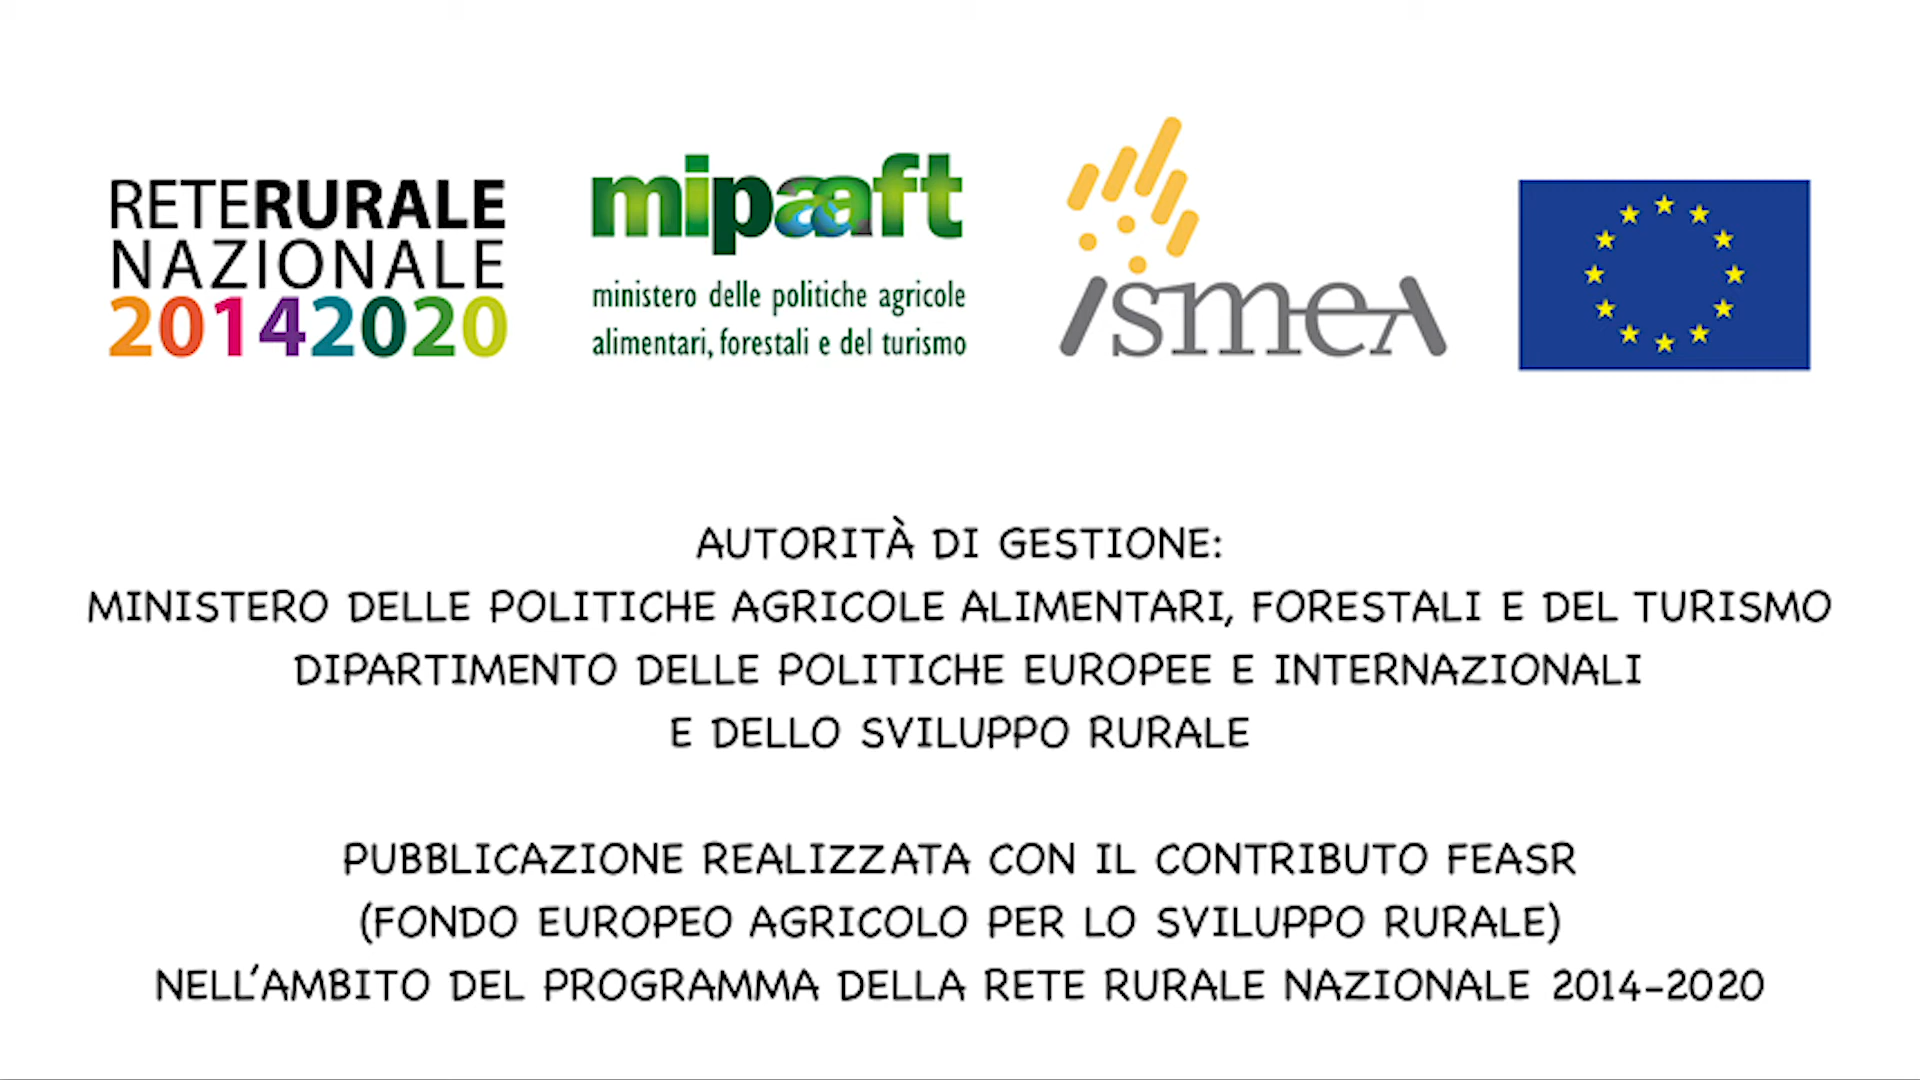 RETERURALE
NAZIONALE
20142020
mipaaft
ministero delle politiche agricole
alimentari, forestali e del turismo
ismea
AUTORITÀ DI GESTIONE:
MINISTERO DELLE POLITICHE AGRICOLE ALIMENTARI, FORESTALI E DEL TURISMO
DIPARTIMENTO DELLE POLITICHE EUROPEE E INTERNAZIONALI
E DELLO SVILUPPO RURALE
PUBBLICAZIONE REALIZZATA CON IL CONTRIBUTO FEASR
(FONDO EUROPEO AGRICOLO PER LO SVILUPPO RURALE)
NELL'AMBITO DEL PROGRAMMA DELLA RETE RURALE NAZIONALE 2014-2020